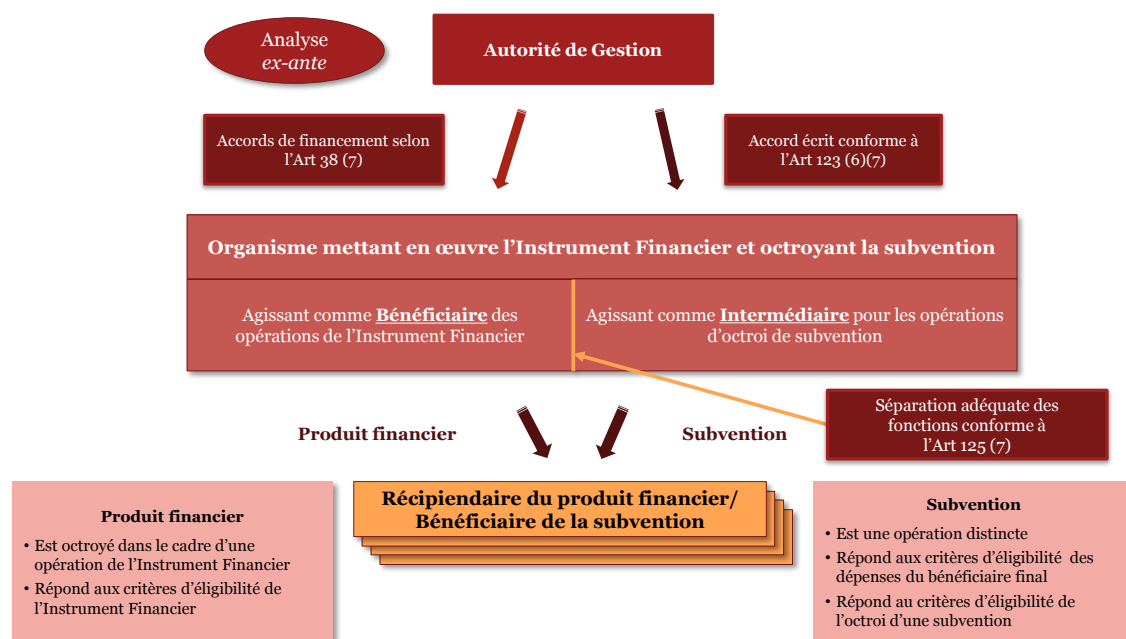 Analyse
ex-ante
Autorité de Gestion
Accords de financement selon
l’Art 38 (7)
Accord écrit conforme à
l’Art 123 (6)(7)
Organisme mettant en œuvre l’Instrument Financier et octroyant la subvention
Agissant comme Bénéficiaire des
opérations de l’Instrument Financier
Agissant comme Intermédiaire pour les opérations
d’octroi de subvention
Séparation adéquate des
fonctions conforme à
l’Art 125 (7)
Produit financier
Subvention
Récipiendaire du produit financier/
Bénéficiaire de la subvention
Produit financier
• Est octroyé dans le cadre d’une
opération de l’Instrument Financier
• Répond aux critères d’éligibilité de
l’Instrument Financier
Subvention
• Est une opération distincte
• Répond aux critères d’éligibilité des
dépenses du bénéficiaire final
• Répond au critères d’éligibilité de
l’octroi d’une subvention